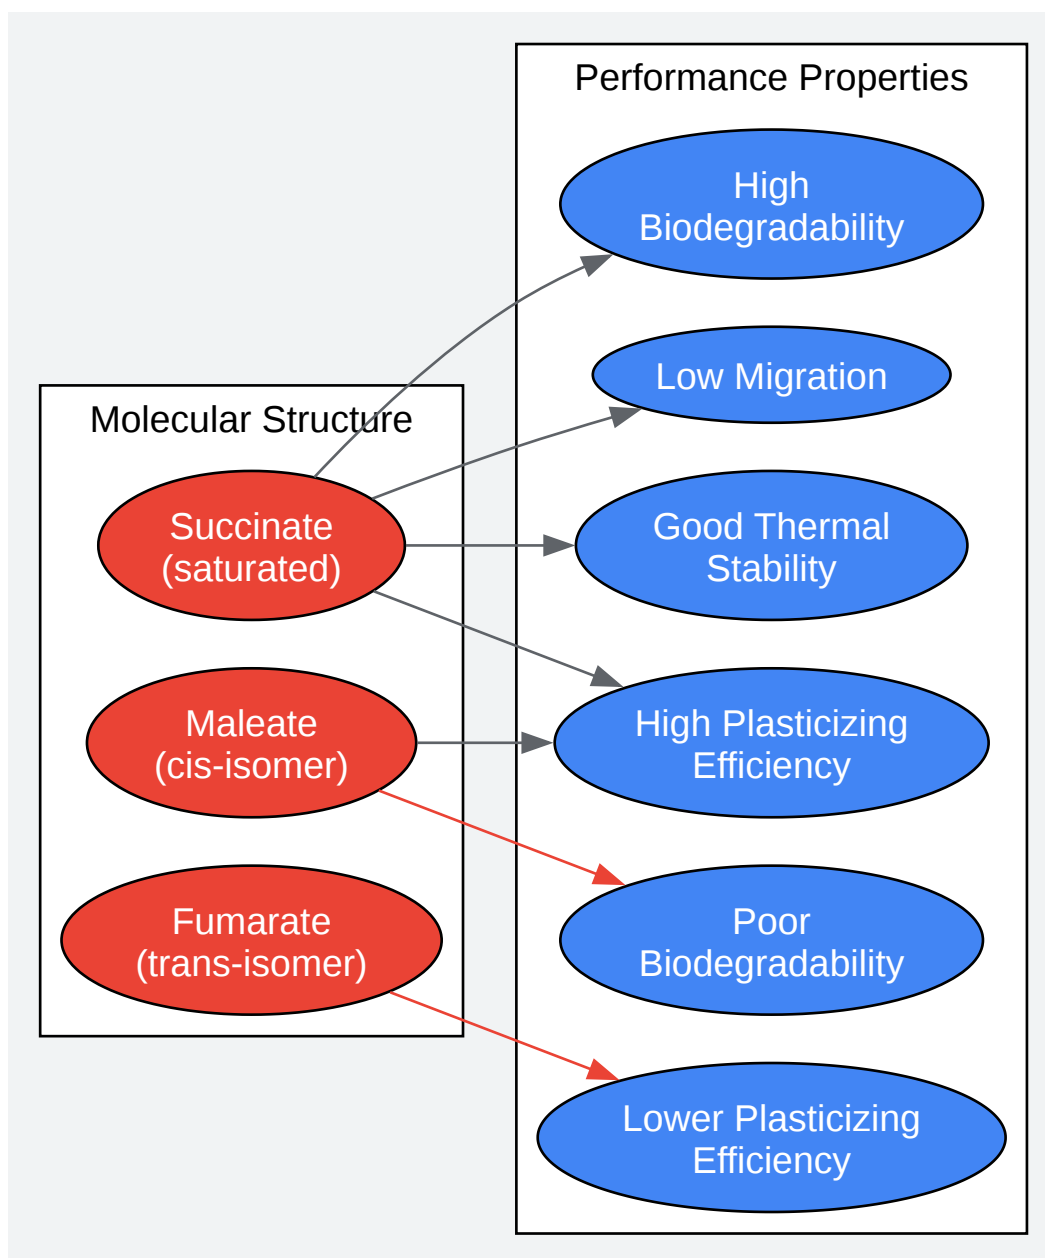 Performance Properties
High
Biodegradability
Low Migration
Molecular Structure
Succinate
(saturated)
Good Thermal
Stability
Maleate
(cis-isomer)
High Plasticizing
Efficiency
Fumarate
(trans-isomer)
Poor
Biodegradability
Lower Plasticizing
Efficiency